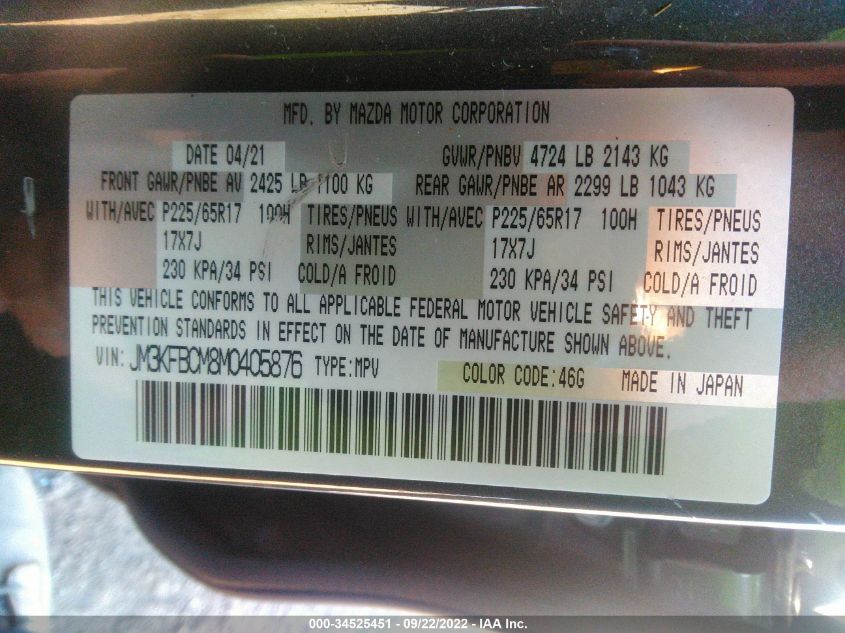 MFD. BY MAZDA MOTOR CORPORATION
DATE 04/21 GVWR/PNBV 4724 LB 2143 KG
FRONT GAWR/PNBE AV 2425 LB 1100 KG REAR GAWR/PNBE AR 2299 LB 1043 KG
WITH/AVEC P225/65R17 100H TIRES/PNEUS WITH/AVEC P225/65R17 100H TIRES/PNEUS
17X7J RIMS/JANTES 17X7J RIMS/JANTES
230 KPA/34 PSI COLD/A FROID 230 KPA/34 PSI COLD/A FROID
THIS VEHICLE CONFORMS TO ALL APPLICABLE FEDERAL MOTOR VEHICLE SAFETY AND THEFT
PREVENTION STANDARDS IN EFFECT ON THE DATE OF MANUFACTURE SHOWN ABOVE.
VIN: JM3KFBCM8M0405876 TYPE:MPV COLOR CODE:46G MADE IN JAPAN
000-34525451 - 09/22/2022 - IAA Inc.